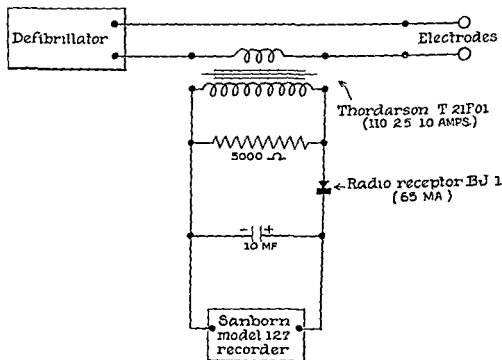 Defibrillator
Electrodes
Thordarson T 21F01
(110 25 10 AMPS.)
5000 Ω
Radio receptor BJ 1
(65 MA)
- +
10 MF
Sanborn
model 127
recorder